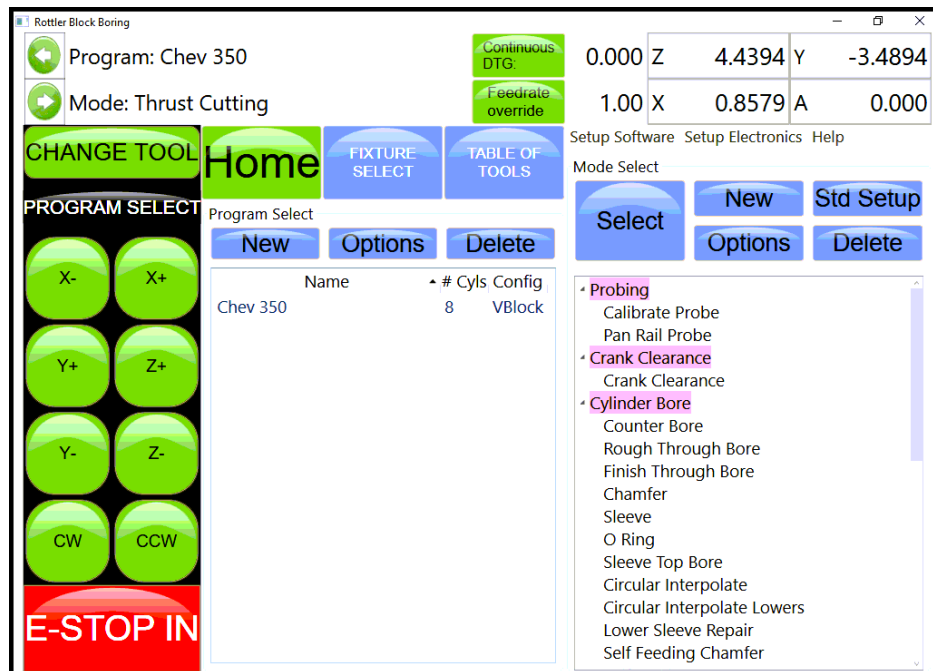 Rottler Block Boring
Program: Chev 350
Mode: Thrust Cutting
Continuous
DTG:
0.000 Z 4.4394 Y -3.4894
Feedrate
override
1.00 X 0.8579 A 0.000
Setup Software Setup Electronics Help
CHANGE TOOL
Home
FIXTURE
SELECT
TABLE OF
TOOLS
PROGRAM SELECT
X-
X+
Y+
Z+
Y-
Z-
CW
CCW
E-STOP IN
Program Select
New
Options
Delete
Name # Cyls Config
Chev 350 8 VBlock
Mode Select
Select
New
Std Setup
Options
Delete
Probing
Calibrate Probe
Pan Rail Probe
Crank Clearance
Crank Clearance
Cylinder Bore
Counter Bore
Rough Through Bore
Finish Through Bore
Chamfer
Sleeve
O Ring
Sleeve Top Bore
Circular Interpolate
Circular Interpolate Lowers
Lower Sleeve Repair
Self Feeding Chamfer